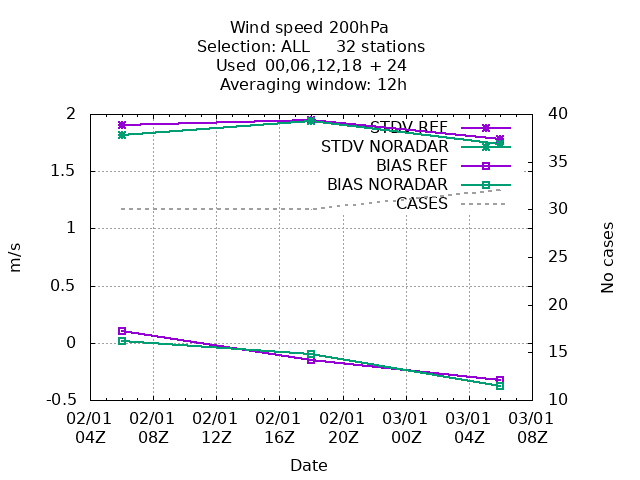 Wind speed 200hPa
Selection: ALL 32 stations
Used 00,06,12,18 + 24
Averaging window: 12h
2
1.5
1
0.5
0
-0.5
m/s
40
35
30
25
20
15
10
No cases
STDV REF
STDV NORADAR
BIAS REF
BIAS NORADAR
CASES
02/01 02/01 02/01 02/01 02/01 03/01 03/01 03/01
04Z 08Z 12Z 16Z 20Z 00Z 04Z 08Z
Date